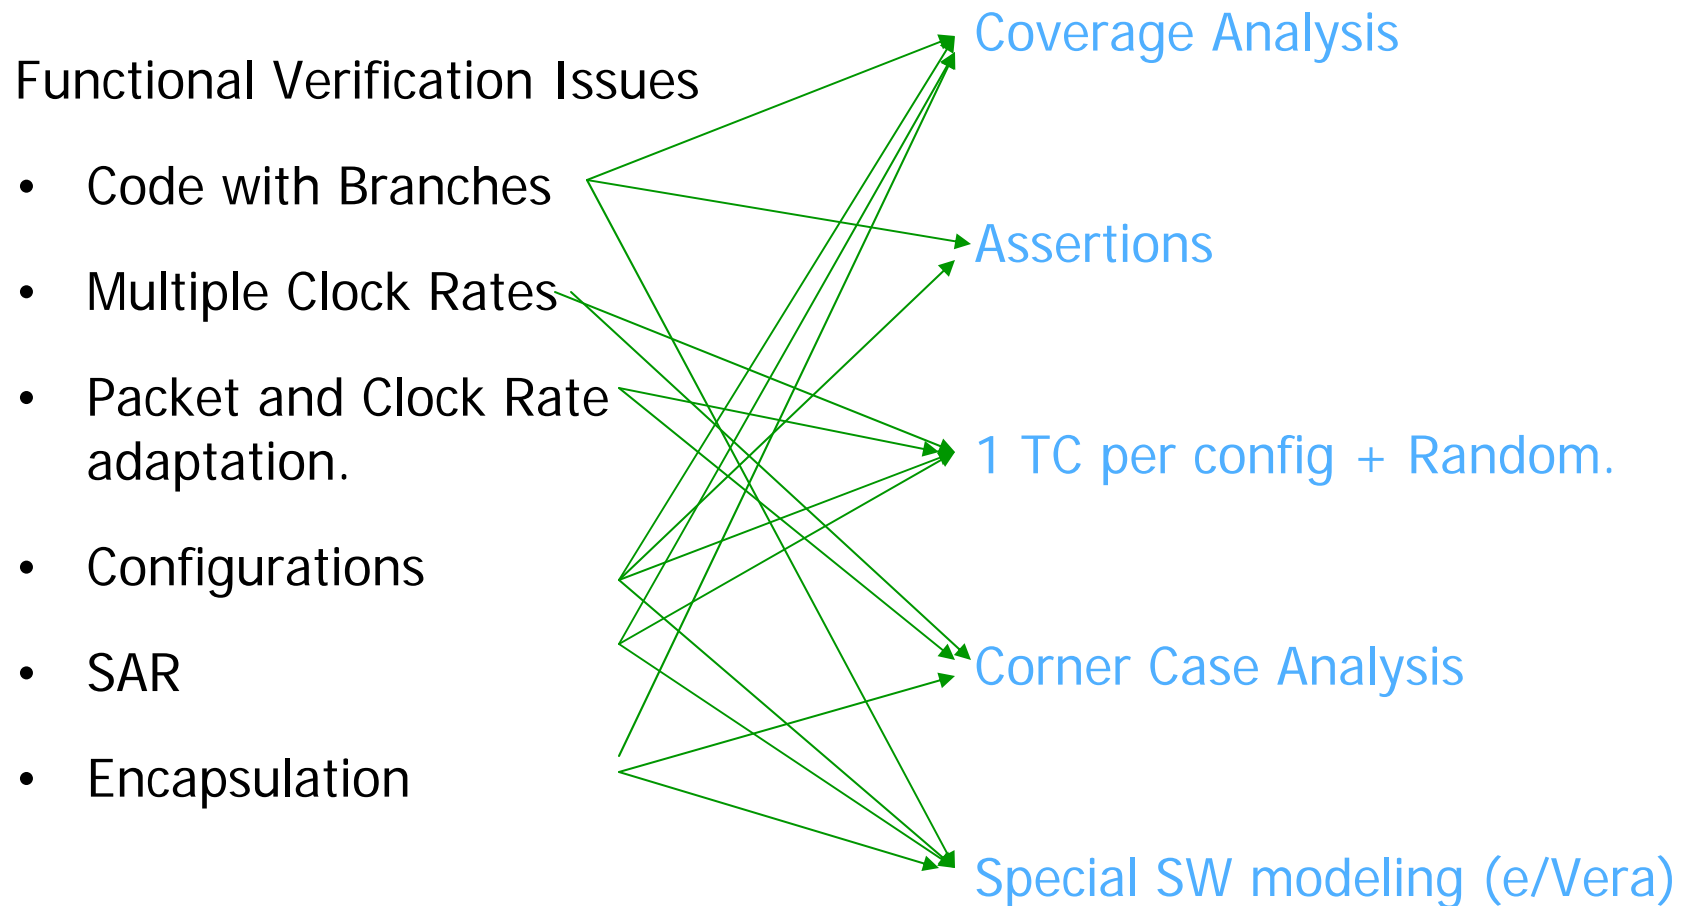 Functional Verification Issues
• Code with Branches
• Multiple Clock Rates
• Packet and Clock Rate
adaptation.
• Configurations
• SAR
• Encapsulation
Coverage Analysis
Assertions
1 TC per config + Random.
Corner Case Analysis
Special SW modeling (e/Vera)